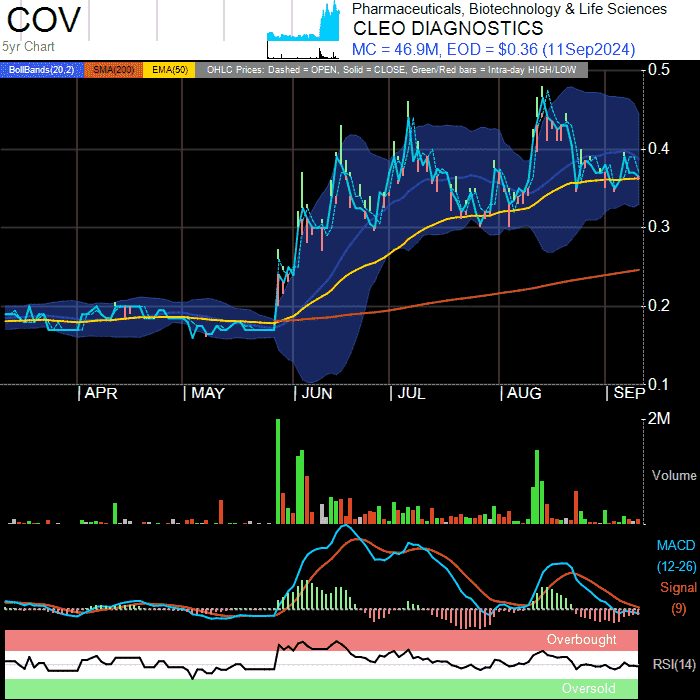 COV
5yr Chart
Pharmaceuticals, Biotechnology & Life Sciences
CLEO DIAGNOSTICS
MC = 46.9M, EOD = $0.36 (11Sep2024)
BollBands(20,2) SMA(200) EMA(50) OHLC Prices: Dashed = OPEN, Solid = CLOSE, Green/Red bars = Intra-day HIGH/LOW
0.5
0.4
0.3
0.2
0.1
APR MAY JUN JUL AUG SEP
2M
Volume
MACD
(12-26)
Signal
(9)
Overbought
RSI(14)
Oversold